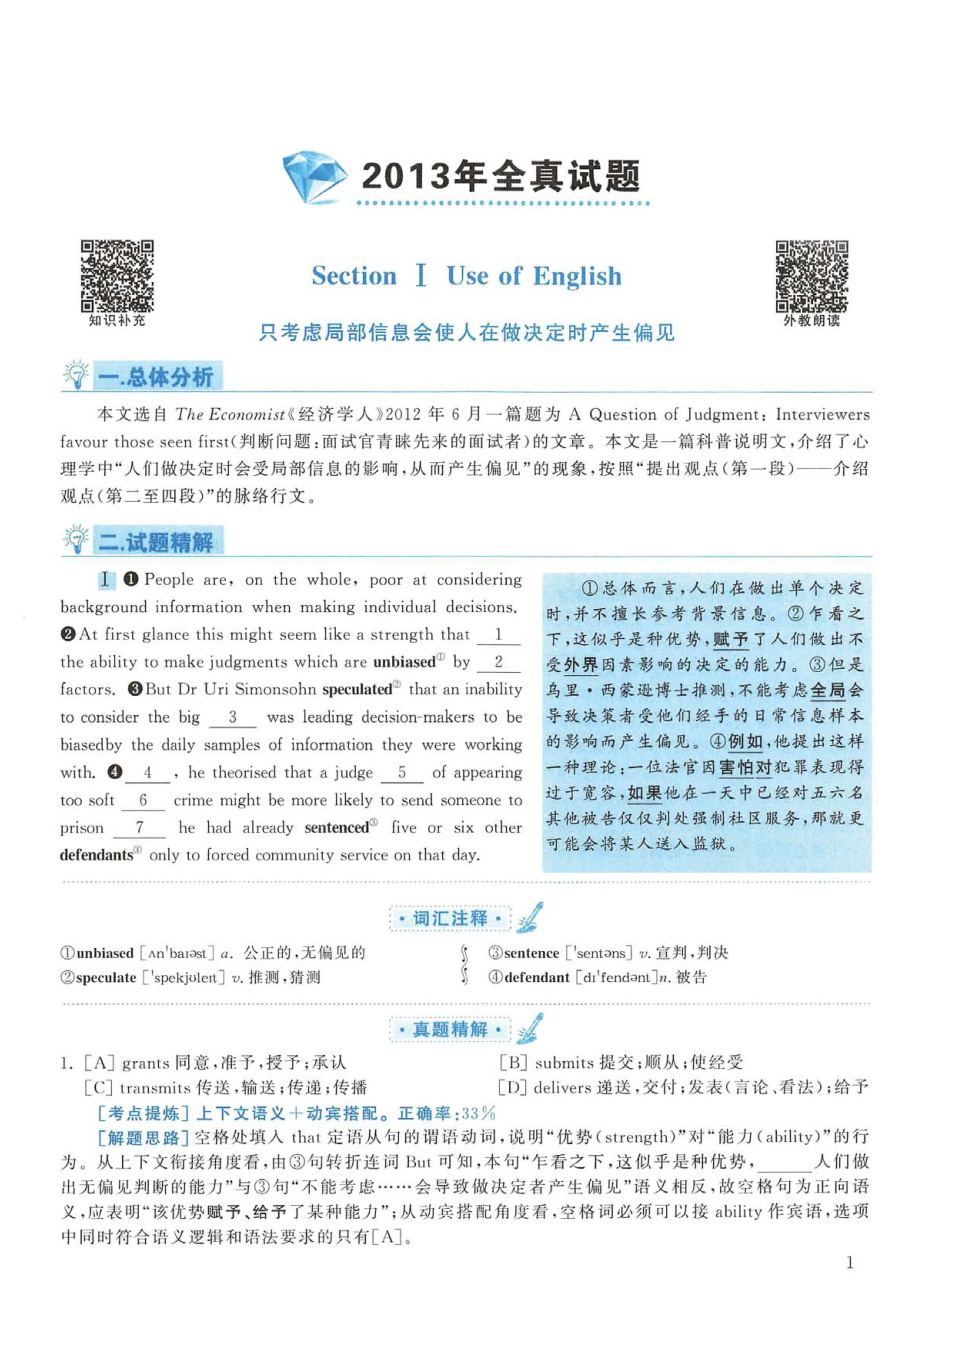 2013年全真试题
知识补充
Section Ⅰ Use of English
外教朗读
只考虑局部信息会使人在做决定时产生偏见
一.总体分析
本文选自 The Economist《经济学人》2012 年 6 月一篇题为 A Question of Judgment: Interviewers
favour those seen first(判断问题:面试官青睐先来的面试者)的文章。本文是一篇科普说明文,介绍了心
理学中“人们做决定时会受局部信息的影响,从而产生偏见”的现象,按照“提出观点(第一段)——介绍
观点(第二至四段)”的脉络行文。
二.试题精解
Ⅰ ❶ People are, on the whole, poor at considering
background information when making individual decisions.
❷At first glance this might seem like a strength that 1
the ability to make judgments which are unbiased① by 2
factors. ❸But Dr Uri Simonsohn speculated② that an inability
to consider the big 3 was leading decision-makers to be
biasedby the daily samples of information they were working
with. ❹ 4 , he theorised that a judge 5 of appearing
too soft 6 crime might be more likely to send someone to
prison 7 he had already sentenced③ five or six other
defendants④ only to forced community service on that day.
①总体而言,人们在做出单个决定
时,并不擅长参考背景信息。②乍看之
下,这似乎是种优势,赋予了人们做出不
受外界因素影响的决定的能力。③但是
乌里·西蒙逊博士推测,不能考虑全局会
导致决策者受他们经手的日常信息样本
的影响而产生偏见。④例如,他提出这样
一种理论:一位法官因害怕对犯罪表现得
过于宽容,如果他在一天中已经对五六名
其他被告仅仅判处强制社区服务,那就更
可能会将某人送入监狱。
·词汇注释·
①unbiased [ʌnˈbaɪəst] a. 公正的,无偏见的
②speculate [ˈspekjʊleɪt] v. 推测,猜测
③sentence [ˈsentəns] v. 宣判,判决
④defendant [dɪˈfendənt]n. 被告
·真题精解·
1. [A] grants 同意,准予,授予;承认
[B] submits 提交;顺从;使经受
[C] transmits 传送,输送;传递;传播
[D] delivers 递送,交付;发表(言论、看法);给予
[考点提炼] 上下文语义+动宾搭配。正确率:33%
[解题思路] 空格处填入 that 定语从句的谓语动词,说明“优势(strength)”对“能力(ability)”的行
为。从上下文衔接角度看,由③句转折连词 But 可知,本句“乍看之下,这似乎是种优势,____人们做
出无偏见判断的能力”与③句“不能考虑……会导致做决定者产生偏见”语义相反,故空格句为正向语
义,应表明“该优势赋予、给予了某种能力”;从动宾搭配角度看,空格词必须可以接 ability 作宾语,选项
中同时符合语义逻辑和语法要求的只有[A]。
1